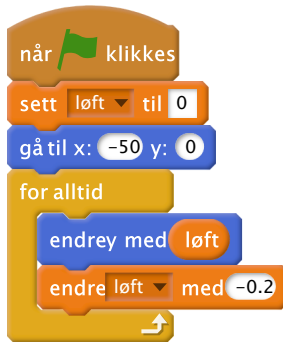 når klikkes
sett løft til 0
gå til x: -50 y: 0
for alltid
endrey med løft
endre løft med -0.2